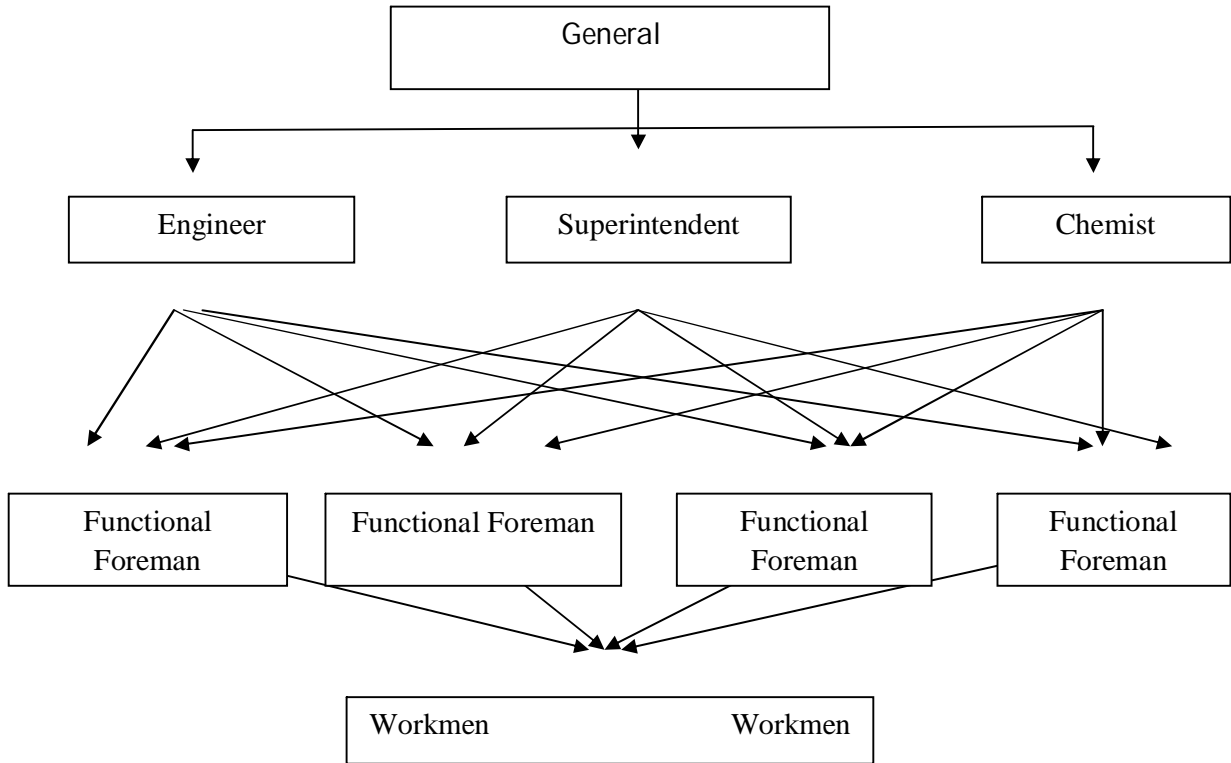 General
Engineer
Superintendent
Chemist
Functional
Foreman
Functional Foreman
Functional
Foreman
Functional
Foreman
Workmen Workmen